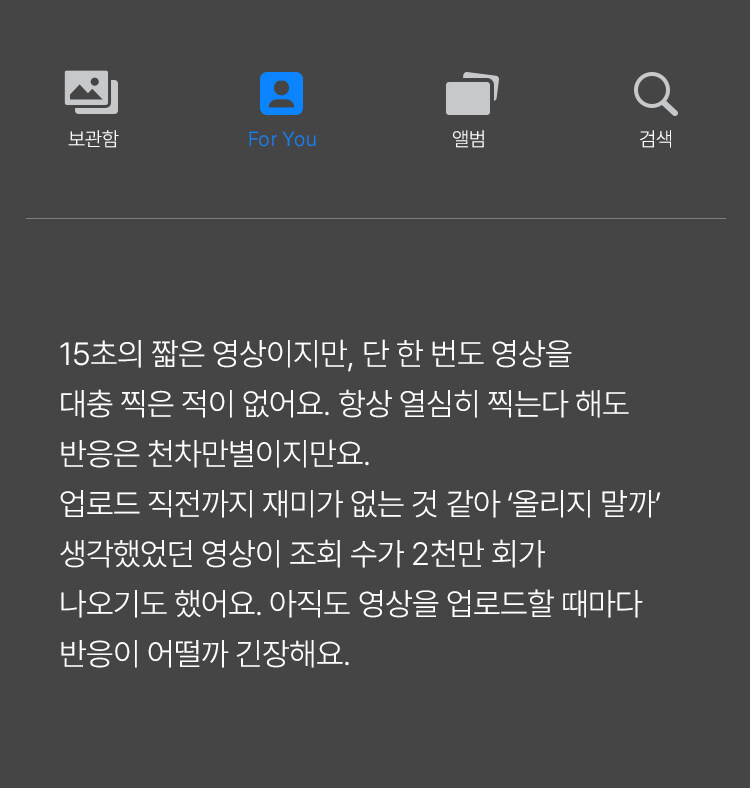 보관함
For You
앨범
검색
15초의 짧은 영상이지만, 단 한 번도 영상을
대충 찍은 적이 없어요. 항상 열심히 찍는다 해도
반응은 천차만별이지만요.
업로드 직전까지 재미가 없는 것 같아 ‘올리지 말까’
생각했었던 영상이 조회 수가 2천만 회가
나오기도 했어요. 아직도 영상을 업로드할 때마다
반응이 어떨까 긴장해요.